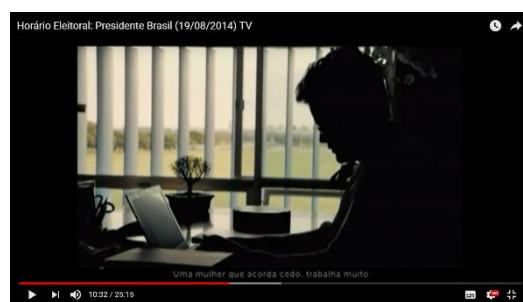 Horário Eleitoral: Presidente Brasil (19/08/2014) TV
Uma mulher que acorda cedo, trabalha muito
10:32 / 25:15